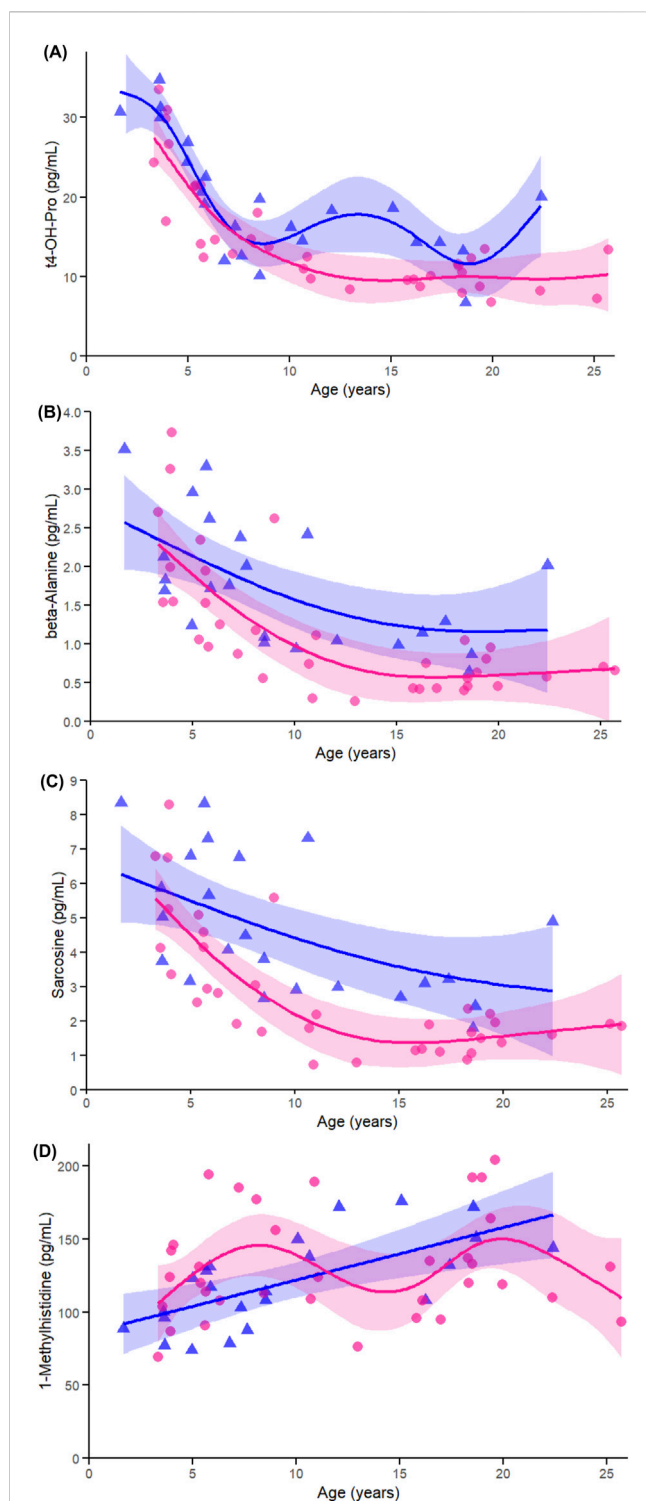 (A)
t4-OH-Pro (pg/mL)
30
20
10
0
0 5 10 15 20 25
Age (years)
(B)
beta-Alanine (pg/mL)
4.0
3.5
3.0
2.5
2.0
1.5
1.0
0.5
0.0
0 5 10 15 20 25
Age (years)
(C)
Sarcosine (pg/mL)
9
8
7
6
5
4
3
2
1
0
0 5 10 15 20 25
Age (years)
(D)
1-Methylhistidine (pg/mL)
200
150
100
50
0
0 5 10 15 20 25
Age (years)